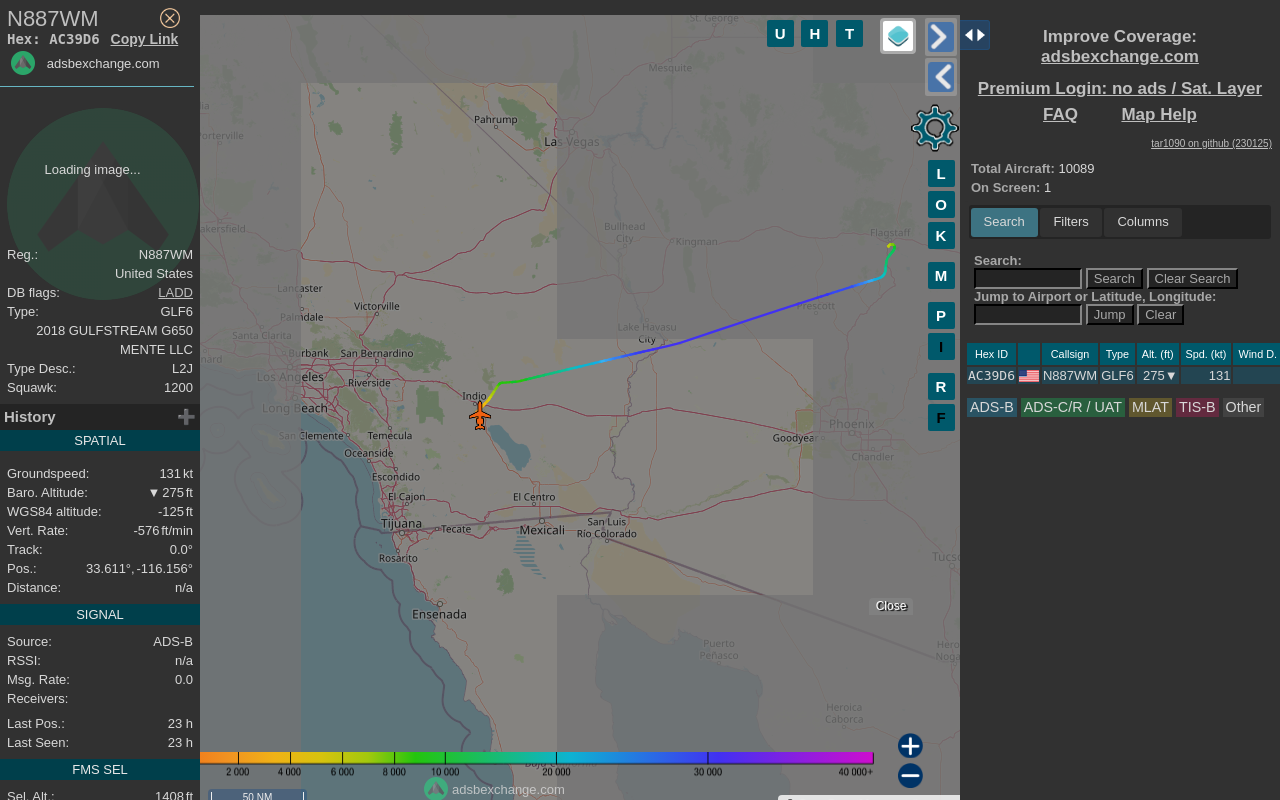 N887WM
Hex: AC39D6 Copy Link
adsbexchange.com
Loading image...
Reg.: N887WM
United States
DB flags: LADD
Type: GLF6
2018 GULFSTREAM G650
MENTE LLC
Type Desc.: L2J
Squawk: 1200
History
SPATIAL
Groundspeed: 131 kt
Baro. Altitude: ▼ 275 ft
WGS84 altitude: -125 ft
Vert. Rate: -576 ft/min
Track: 0.0°
Pos.: 33.611°, -116.156°
Distance: n/a
SIGNAL
Source: ADS-B
RSSI: n/a
Msg. Rate: 0.0
Receivers:
Last Pos.: 23 h
Last Seen: 23 h
FMS SEL
Sel. Alt.: 1408 ft
St. George
U H T
Mesquite
Pahrump
Las Vegas
Porterville
Bakersfield
Bullhead
City
Kingman
Flagstaff
Lancaster
Palmdale
Victorville
Prescott
Santa Clarita
Lake Havasu
City
Burbank
San Bernardino
Los Angeles
Riverside
Indio
Long Beach
San Clemente
Temecula
Oceanside
Goodyear
Phoenix
Chandler
Escondido
El Cajon
El Centro
Tijuana
Tecate
Mexicali
San Luis
Río Colorado
Rosarito
Ensenada
Puerto
Peñasco
Heroica
Caborca
Close
L
O
K
M
P
I
R
F
2 000 4 000 6 000 8 000 10 000 20 000 30 000 40 000+
adsbexchange.com
50 NM
Improve Coverage:
adsbexchange.com
Premium Login: no ads / Sat. Layer
FAQ Map Help
tar1090 on github (230125)
Total Aircraft: 10089
On Screen: 1
Search Filters Columns
Search:
Search Clear Search
Jump to Airport or Latitude, Longitude:
Jump Clear
Hex ID Callsign Type Alt. (ft) Spd. (kt) Wind D.
AC39D6 N887WM GLF6 275▼ 131
ADS-B ADS-C/R / UAT MLAT TIS-B Other